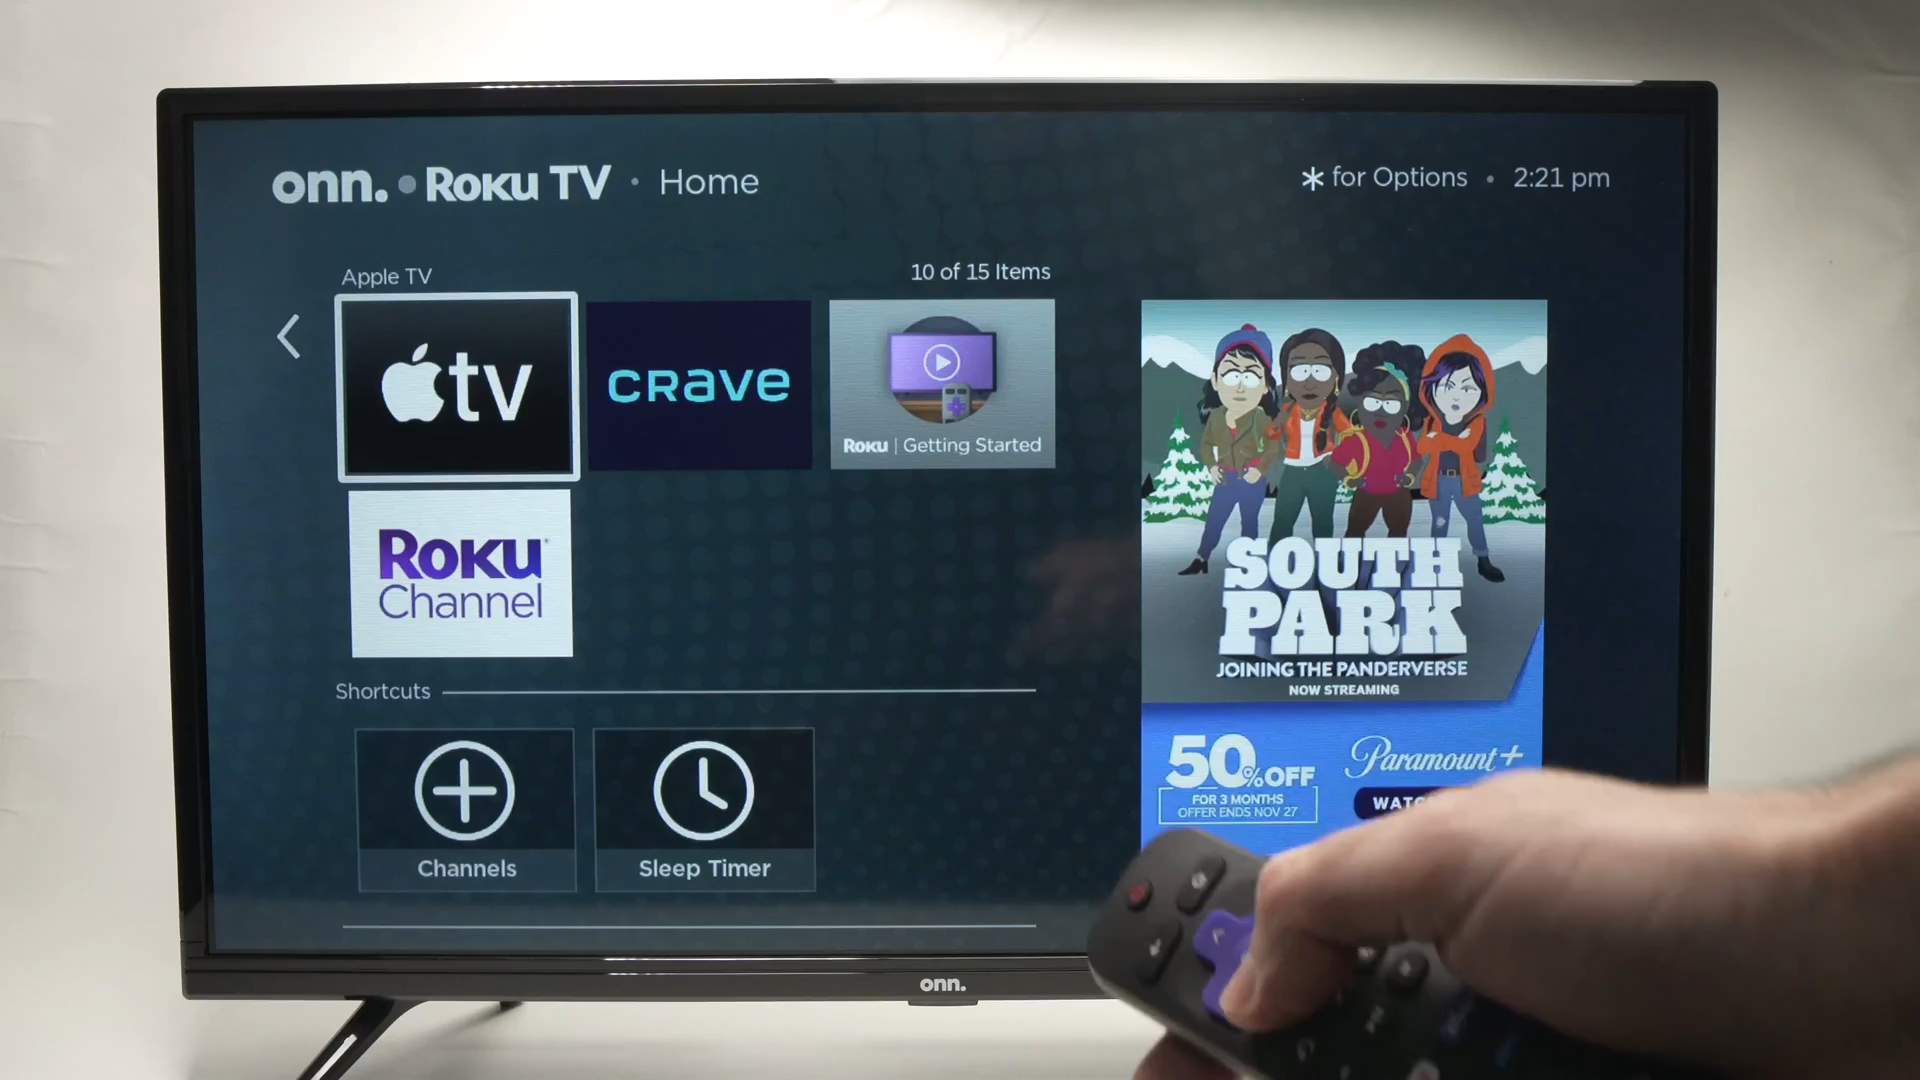 onn. • Roku TV • Home
* for Options • 2:21 pm
Apple TV
10 of 15 Items
tv
CRAVE
Roku | Getting Started
Roku
Channel
Shortcuts
Channels
Sleep Timer
SOUTH
PARK
JOINING THE PANDERVERSE
NOW STREAMING
50% OFF
FOR 3 MONTHS
OFFER ENDS NOV 27
Paramount+
onn.